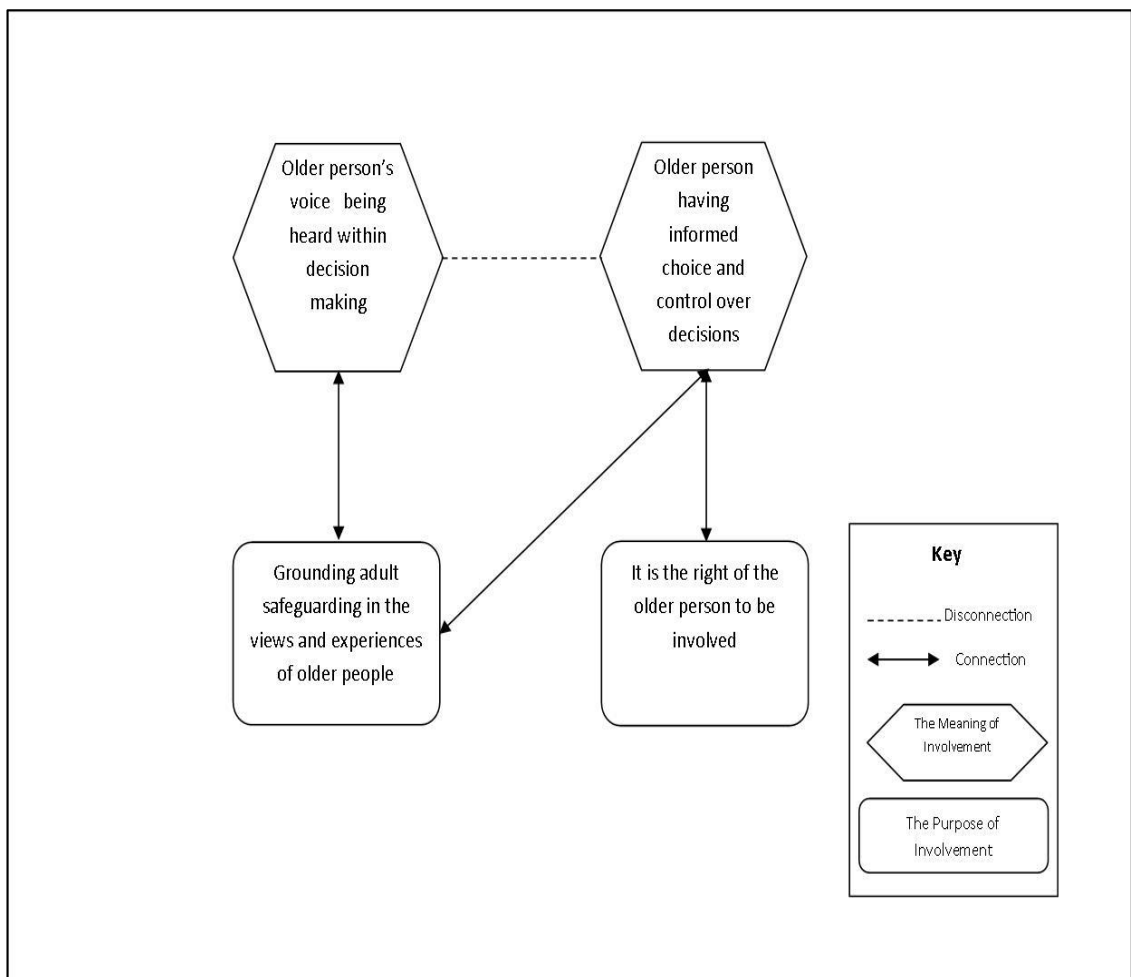 Older person's
voice being
heard within
decision
making
Older person
having
informed
choice and
control over
decisions
Grounding adult
safeguarding in the
views and experiences
of older people
It is the right of the
older person to be
involved
Key
Disconnection
Connection
The Meaning of
Involvement
The Purpose of
Involvement